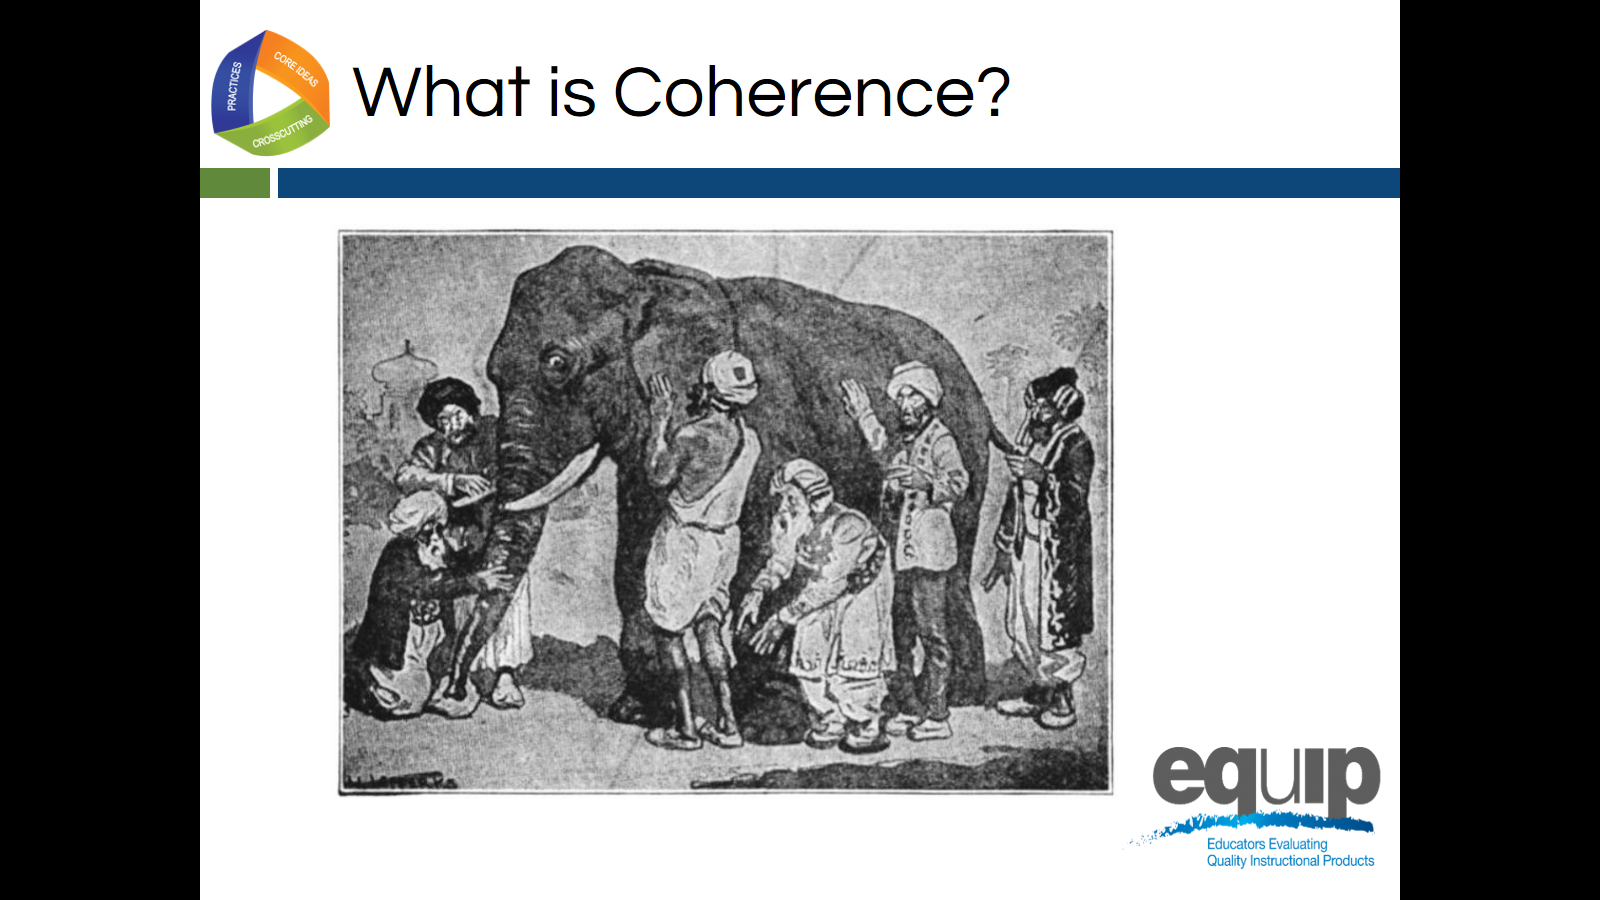 PRACTICES
CORE IDEAS
CROSSCUTTING
What is Coherence?
equip
Educators Evaluating
Quality Instructional Products